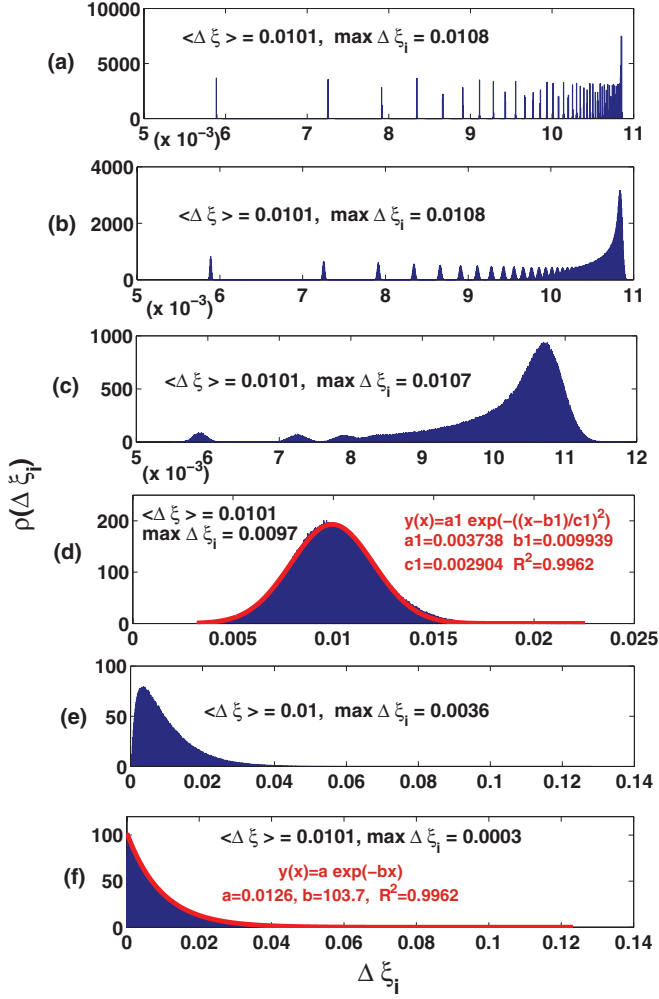 10000
5000
0
(a)
<Δ ξ > = 0.0101, max Δ ξi = 0.0108
5 6 7 8 9 10 11
(x 10⁻³)
4000
2000
0
(b)
<Δ ξ > = 0.0101, max Δ ξi = 0.0108
5 6 7 8 9 10 11
(x 10⁻³)
1000
500
0
(c)
<Δ ξ > = 0.0101, max Δ ξi = 0.0107
5 6 7 8 9 10 11 12
(x 10⁻³)
ρ(Δ ξi)
200
100
0
(d)
<Δ ξ > = 0.0101
max Δ ξi = 0.0097
y(x)=a1 exp(-((x-b1)/c1)²)
a1=0.003738 b1=0.009939
c1=0.002904 R²=0.9962
0 0.005 0.01 0.015 0.02 0.025
100
50
0
(e)
<Δ ξ > = 0.01, max Δ ξi = 0.0036
0 0.02 0.04 0.06 0.08 0.1 0.12 0.14
100
50
0
(f)
<Δ ξ > = 0.0101, max Δ ξi = 0.0003
y(x)=a exp(-bx)
a=0.0126, b=103.7, R²=0.9962
0 0.02 0.04 0.06 0.08 0.1 0.12 0.14
Δ ξi